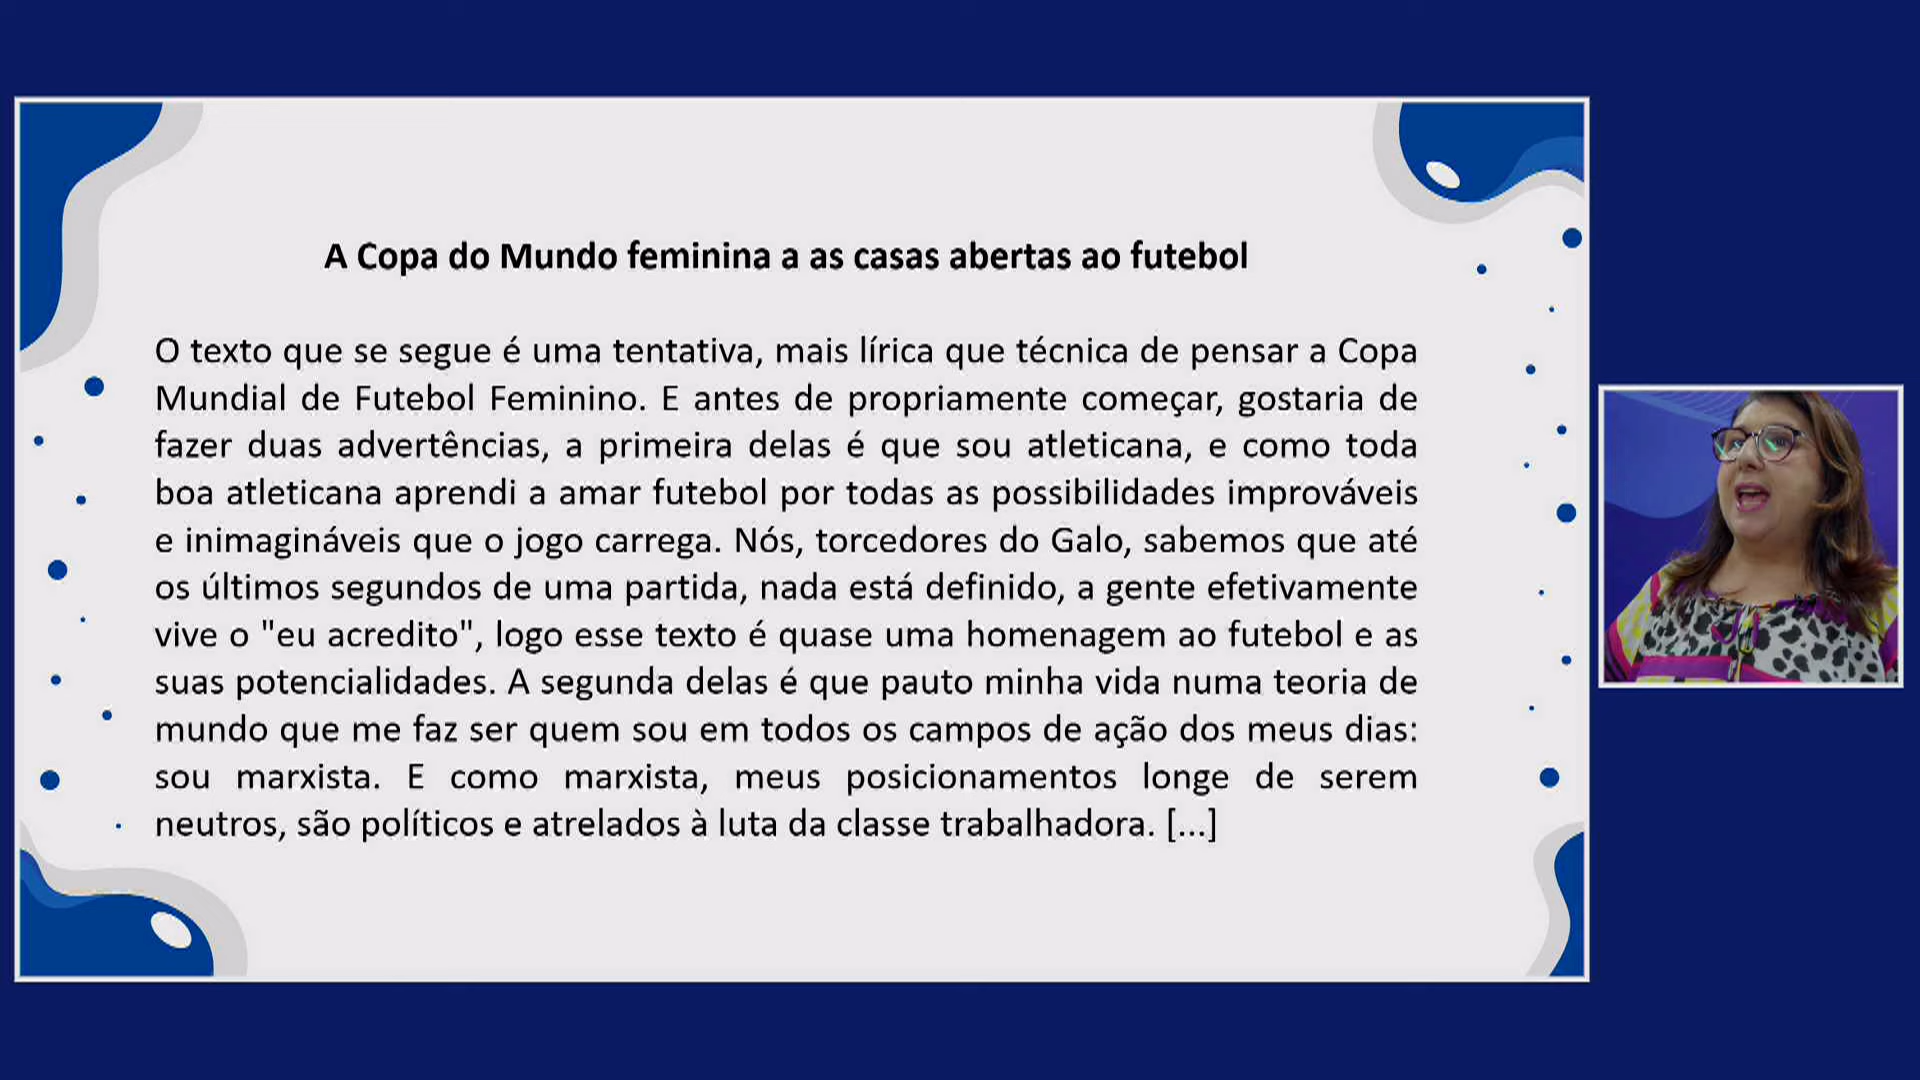 A Copa do Mundo feminina a as casas abertas ao futebol
O texto que se segue é uma tentativa, mais lírica que técnica de pensar a Copa
Mundial de Futebol Feminino. E antes de propriamente começar, gostaria de
fazer duas advertências, a primeira delas é que sou atleticana, e como toda
boa atleticana aprendi a amar futebol por todas as possibilidades improváveis
e inimagináveis que o jogo carrega. Nós, torcedores do Galo, sabemos que até
os últimos segundos de uma partida, nada está definido, a gente efetivamente
vive o "eu acredito", logo esse texto é quase uma homenagem ao futebol e as
suas potencialidades. A segunda delas é que pauto minha vida numa teoria de
mundo que me faz ser quem sou em todos os campos de ação dos meus dias:
sou marxista. E como marxista, meus posicionamentos longe de serem
neutros, são políticos e atrelados à luta da classe trabalhadora. [...]